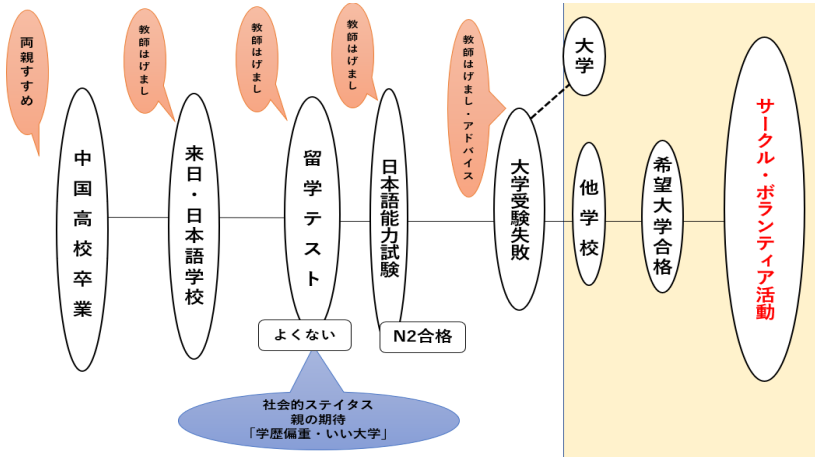 両親すすめ
教師はげまし
教師はげまし
教師はげまし
教師はげまし・アドバイス
大学
中国高校卒業
来日・日本語学校
留学テスト
日本語能力試験
大学受験失敗
他学校
希望大学合格
サークル・ボランティア活動
よくない
N2合格
社会的ステイタス
親の期待
「学歴偏重・いい大学」